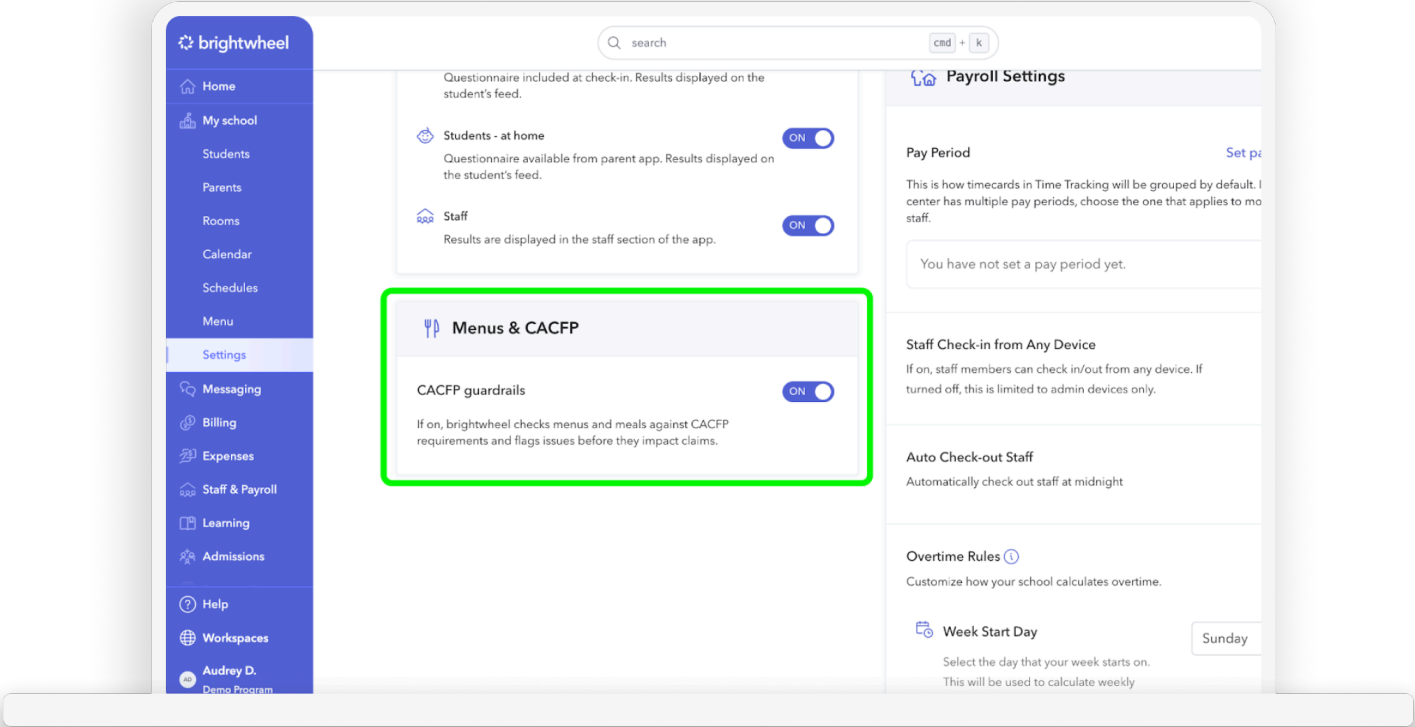 brightwheel
search
cmd + k
Home
My school
Students
Parents
Rooms
Calendar
Schedules
Menu
Settings
Messaging
Billing
Expenses
Staff & Payroll
Learning
Admissions
Help
Workspaces
AD
Audrey D.
Demo Program
Questionnaire included at check-in. Results displayed on the
student's feed.
Students - at home
ON
Questionnaire available from parent app. Results displayed on
the student's feed.
Staff
ON
Results are displayed in the staff section of the app.
Menus & CACFP
CACFP guardrails
ON
If on, brightwheel checks menus and meals against CACFP
requirements and flags issues before they impact claims.
Payroll Settings
Pay Period
Set
This is how timecards in Time Tracking will be grouped by default.
center has multiple pay periods, choose the one that applies to
staff.
You have not set a pay period yet.
Staff Check-in from Any Device
If on, staff members can check in/out from any device. If
turned off, this is limited to admin devices only.
Auto Check-out Staff
Automatically check out staff at midnight
Overtime Rules
Customize how your school calculates overtime.
Week Start Day
Sunday
Select the day that your week starts on.
This will be used to calculate weekly